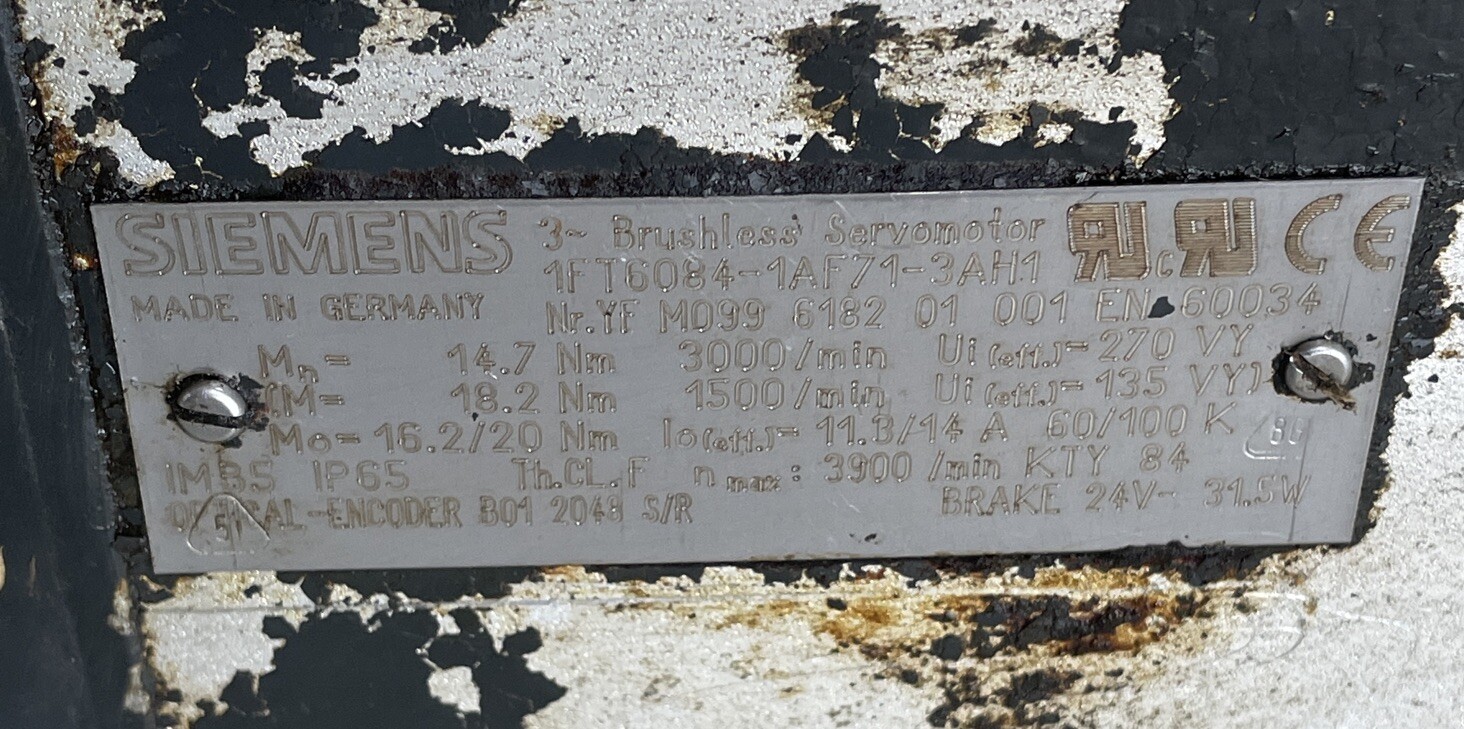 SIEMENS 3~ Brushless Servomotor
1FT6084-1AF71-3AH1
MADE IN GERMANY Nr.YF M099 6182 01 001 EN 60034
Mn= 14.7 Nm 3000/min Ui(eff.)=270 VY
(M= 18.2 Nm 1500/min Ui(eff.)=135 VY)
Mo=16.2/20 Nm Io(eff.)= 11.3/14 A 60/100 K
IMB5 IP65 Th.CL.F n max: 3900/min KTY 84
OPTICAL-ENCODER B01 2048 S/R BRAKE 24V- 31.5W